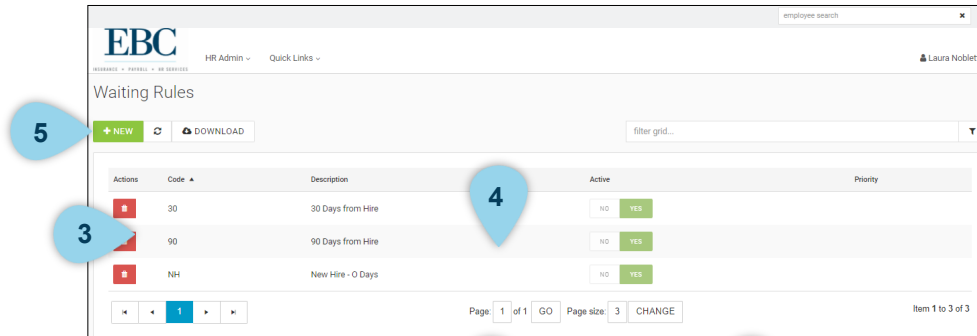 employee search ×
EBC
INSURANCE • PAYROLL • HR SERVICES
HR Admin Quick Links
Laura Noblet
Waiting Rules
5
+ NEW DOWNLOAD filter grid...
Actions Code ▲ Description Active Priority
4
30 30 Days from Hire NO YES
3
90 90 Days from Hire NO YES
NH New Hire - 0 Days NO YES
1 Page: 1 of 1 GO Page size: 3 CHANGE Item 1 to 3 of 3